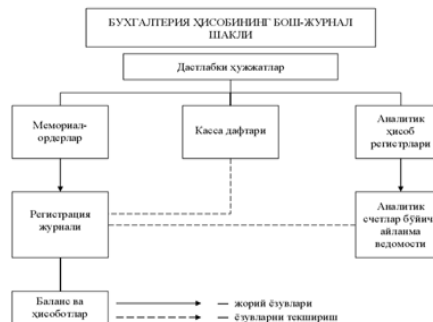 БУХГАЛТЕРИЯ ҲИСОБИНИНГ БОШ-ЖУРНАЛ
ШАКЛИ
Дастлабки ҳужжатлар
Мемориал-
ордерлар
Касса дафтари
Аналитик
ҳисоб
регистрлари
Регистрация
журнали
Аналитик
счетлар бўйича
айланма
ведомости
Баланс ва
ҳисоботлар
— жорий ёзувлари
— ёзувларни текшириш